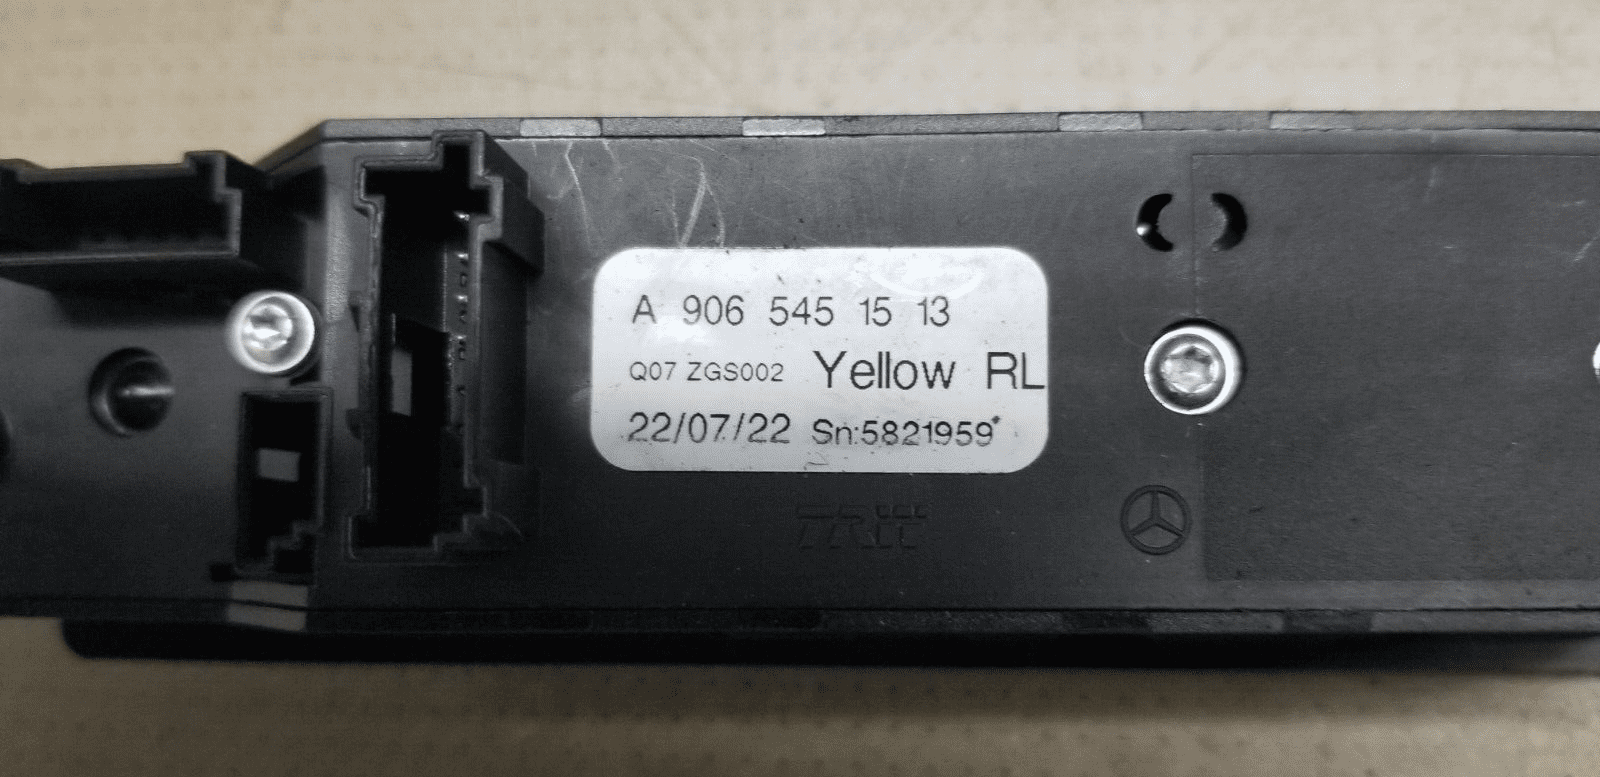 A 906 545 15 13
Q07 ZGS002 Yellow RL
22/07/22 Sn:5821959*
TRW